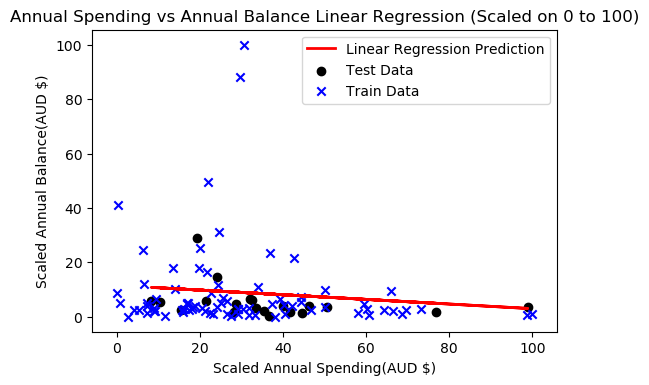 Annual Spending vs Annual Balance Linear Regression (Scaled on 0 to 100)
Linear Regression Prediction
Test Data
Train Data
Scaled Annual Balance(AUD $)
100
80
60
40
20
0
0 20 40 60 80 100
Scaled Annual Spending(AUD $)